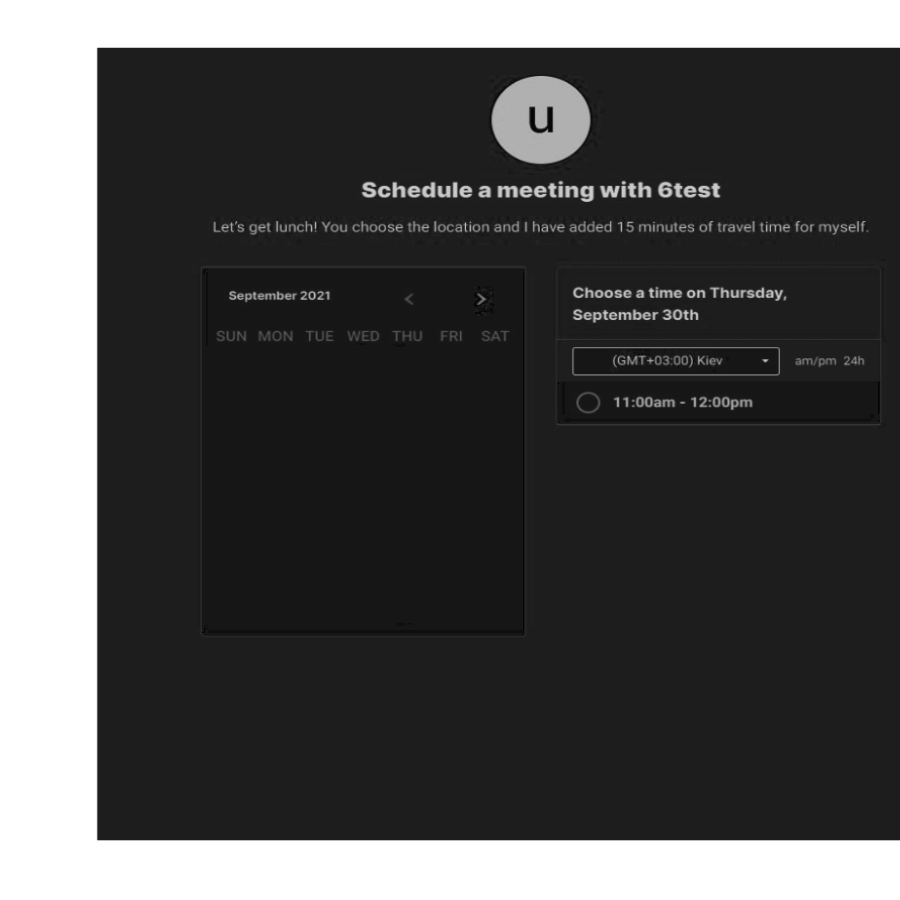 u
Schedule a meeting with 6test
Let's get lunch! You choose the location and I have added 15 minutes of travel time for myself.
September 2021
SUN MON TUE WED THU FRI SAT
Choose a time on Thursday,
September 30th
(GMT+03:00) Kiev
am/pm 24h
11:00am - 12:00pm